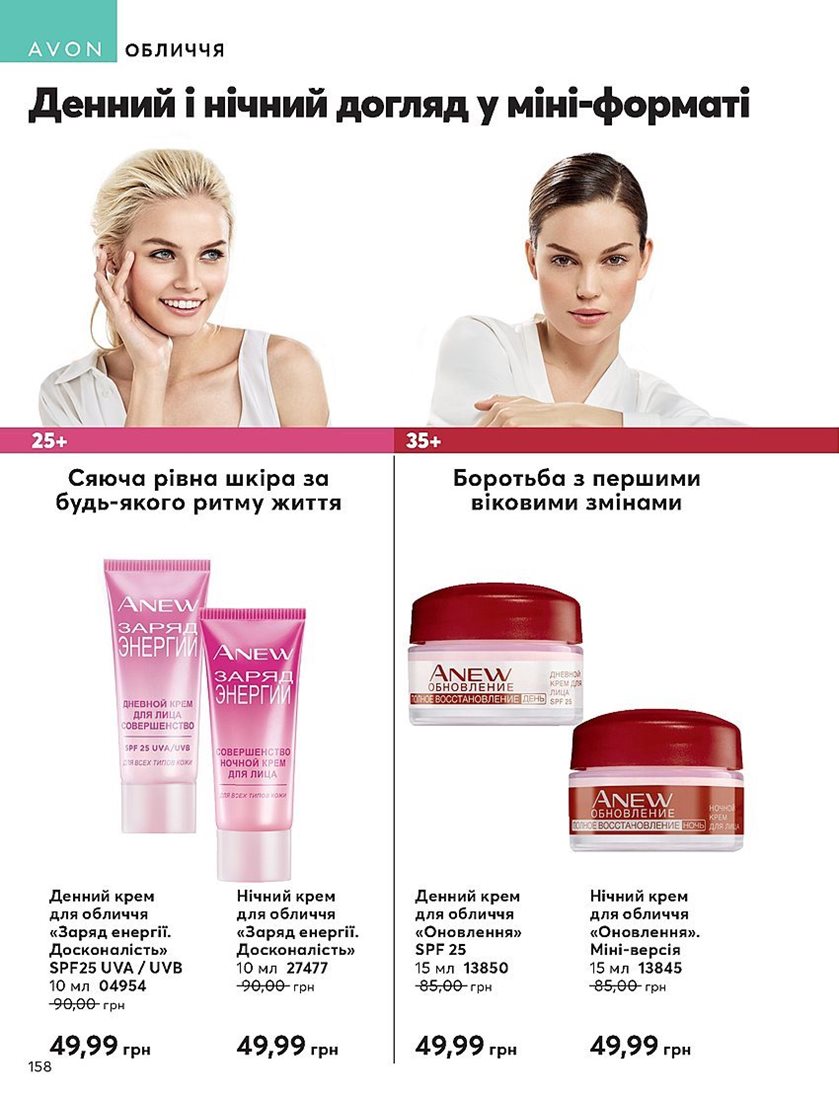 AVON ОБЛИЧЧЯ
Денний і нічний догляд у міні-форматі
25+
35+
Сяюча рівна шкіра за
будь-якого ритму життя
Боротьба з першими
віковими змінами
ANEW
ЗАРЯД
ЭНЕРГИИ
ДНЕВНОЙ КРЕМ
ДЛЯ ЛИЦА
СОВЕРШЕНСТВО
SPF 25 UVA/UVB
ДЛЯ ВСЕХ ТИПОВ КОЖИ
ANEW
ЗАРЯД
ЭНЕРГИИ
СОВЕРШЕНСТВО
НОЧНОЙ КРЕМ
ДЛЯ ЛИЦА
ДЛЯ ВСЕХ ТИПОВ КОЖИ
ANEW
ОБНОВЛЕНИЕ
ПОЛНОЕ ВОССТАНОВЛЕНИЕ ДЕНЬ
ДНЕВНОЙ
КРЕМ ДЛЯ
ЛИЦА
SPF 25
ANEW
ОБНОВЛЕНИЕ
ПОЛНОЕ ВОССТАНОВЛЕНИЕ НОЧЬ
НОЧНОЙ
КРЕМ
ДЛЯ ЛИЦА
Денний крем
для обличчя
«Заряд енергії.
Досконалість»
SPF25 UVA / UVB
10 мл 04954
90,00 грн
49,99 грн
Нічний крем
для обличчя
«Заряд енергії.
Досконалість»
10 мл 27477
90,00 грн
49,99 грн
Денний крем
для обличчя
«Оновлення»
SPF 25
15 мл 13850
85,00 грн
49,99 грн
Нічний крем
для обличчя
«Оновлення».
Міні-версія
15 мл 13845
85,00 грн
49,99 грн
158